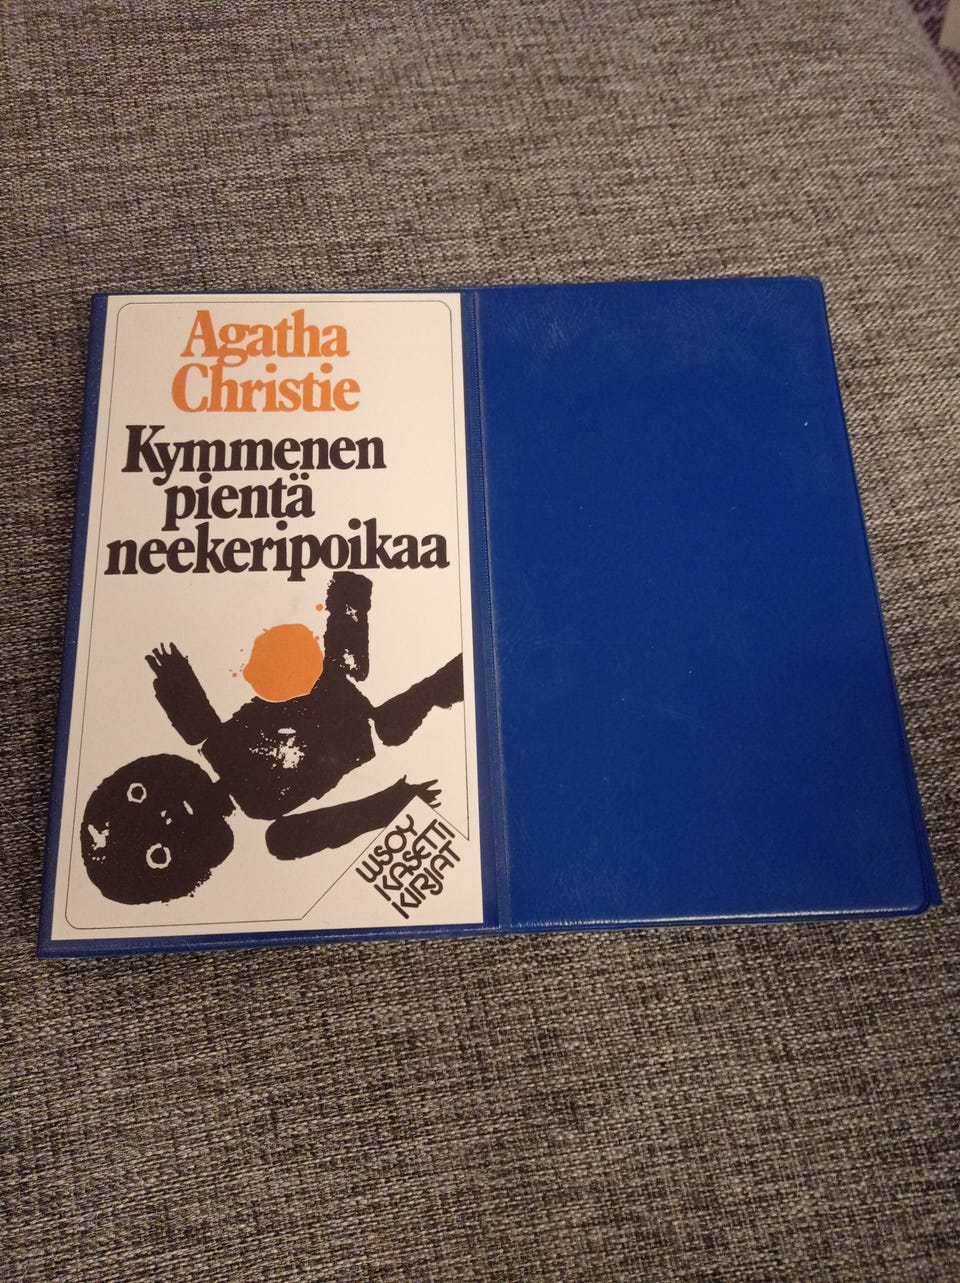 Agatha
Christie
Kymmenen
pientä
neekeripoikaa
WSOY
KASETTI
KIRJAT